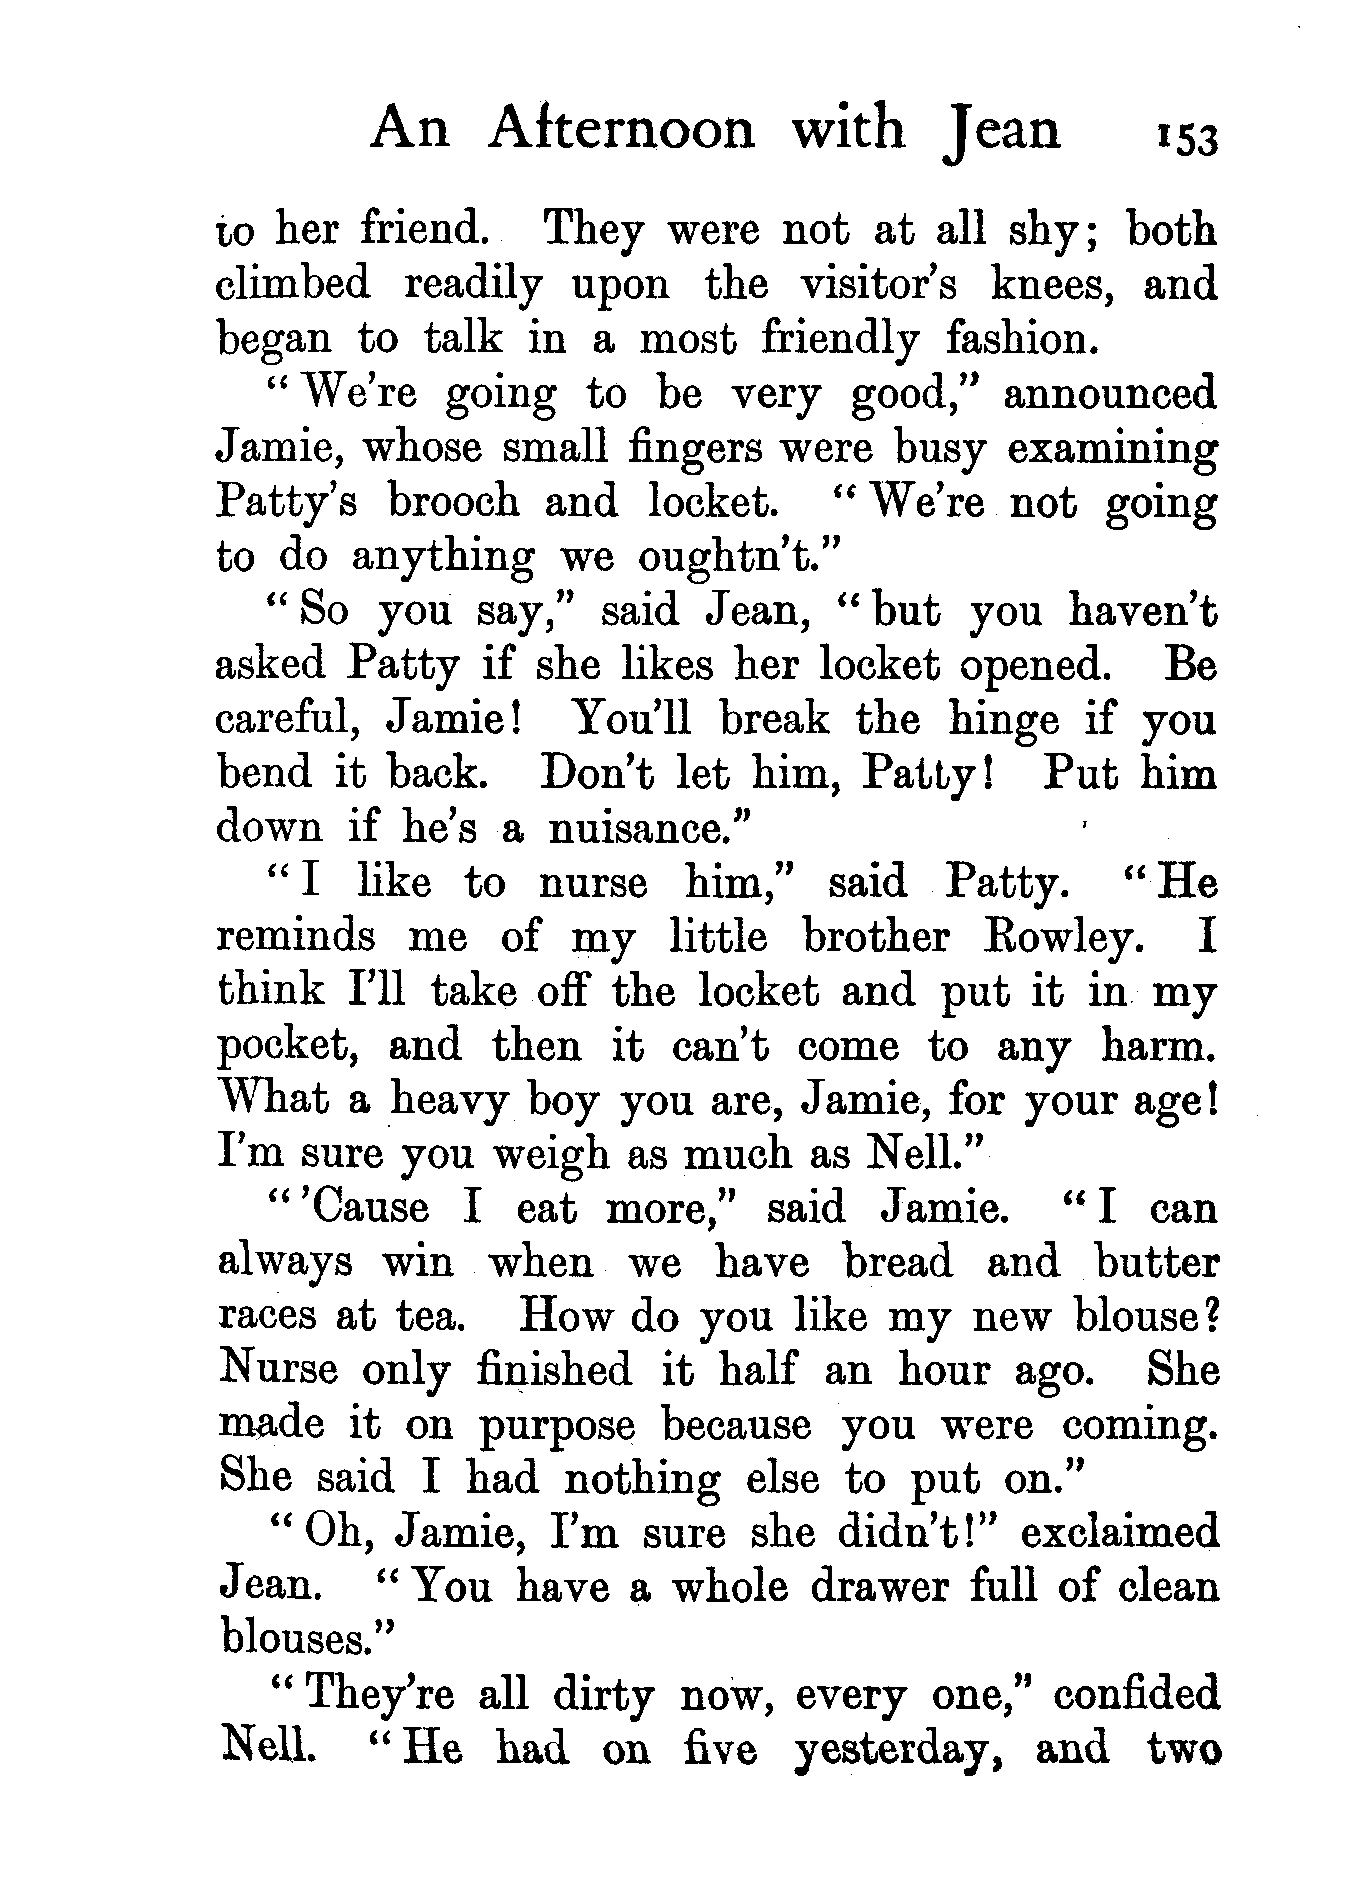 An Afternoon with Jean 153
to her friend. They were not at all shy; both
climbed readily upon the visitor's knees, and
began to talk in a most friendly fashion.
“We're going to be very good,” announced
Jamie, whose small fingers were busy examining
Patty's brooch and locket. “We're not going
to do anything we oughtn't.”
“So you say,” said Jean, “but you haven't
asked Patty if she likes her locket opened. Be
careful, Jamie! You'll break the hinge if you
bend it back. Don't let him, Patty! Put him
down if he's a nuisance.”
“I like to nurse him,” said Patty. “He
reminds me of my little brother Rowley. I
think I'll take off the locket and put it in my
pocket, and then it can't come to any harm.
What a heavy boy you are, Jamie, for your age!
I'm sure you weigh as much as Nell.”
“'Cause I eat more,” said Jamie. “I can
always win when we have bread and butter
races at tea. How do you like my new blouse?
Nurse only finished it half an hour ago. She
made it on purpose because you were coming.
She said I had nothing else to put on.”
“Oh, Jamie, I'm sure she didn't!” exclaimed
Jean. “You have a whole drawer full of clean
blouses.”
“They're all dirty now, every one,” confided
Nell. “He had on five yesterday, and two